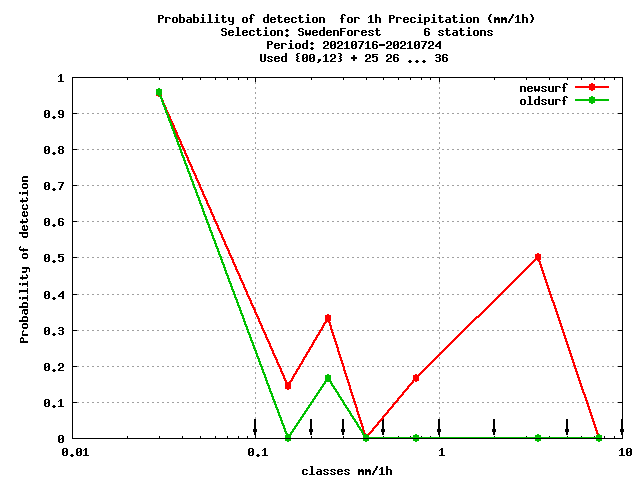 Probability of detection  for 1h Precipitation (mm/1h)
Selection: SwedenForest      6 stations
Period: 20210716-20210724
Used {00,12} + 25 26 ... 36
newsurf
oldsurf
Probability of detection
1
0.9
0.8
0.7
0.6
0.5
0.4
0.3
0.2
0.1
0
0.01
0.1
1
10
classes mm/1h